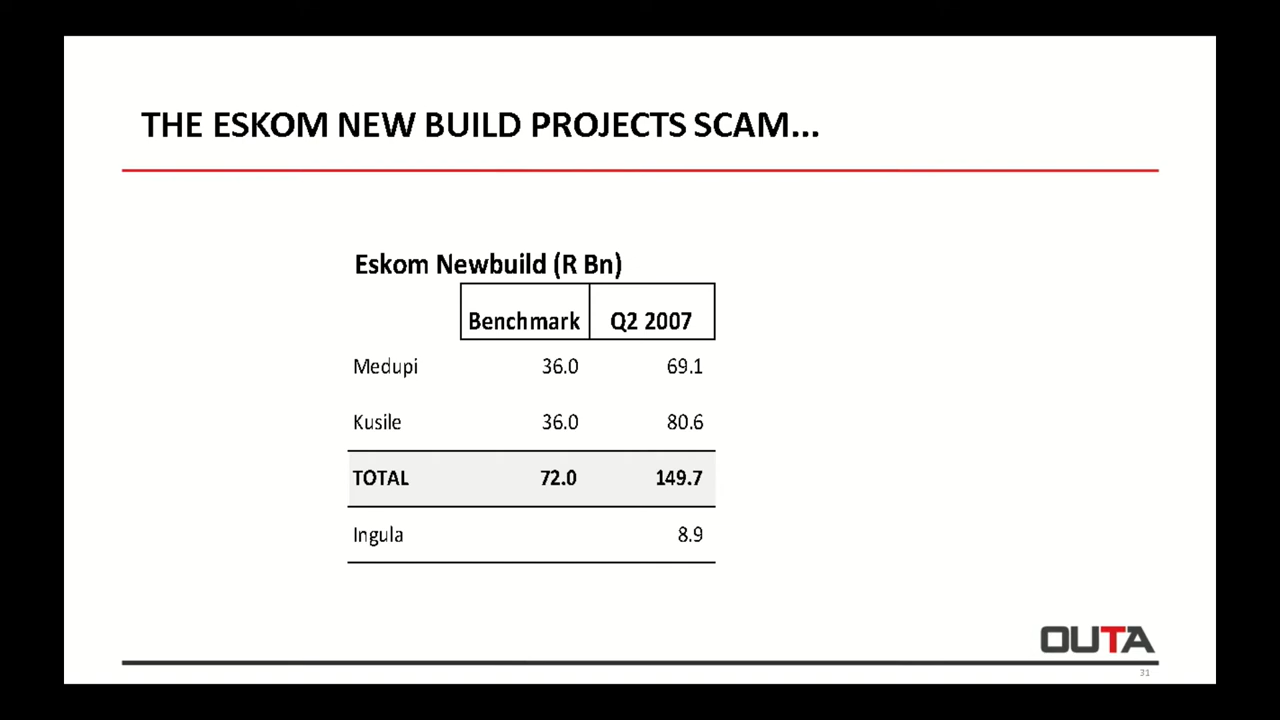 THE ESKOM NEW BUILD PROJECTS SCAM...
Eskom Newbuild (R Bn)
Benchmark Q2 2007
Medupi 36.0 69.1
Kusile 36.0 80.6
TOTAL 72.0 149.7
Ingula 8.9
OUTA
31